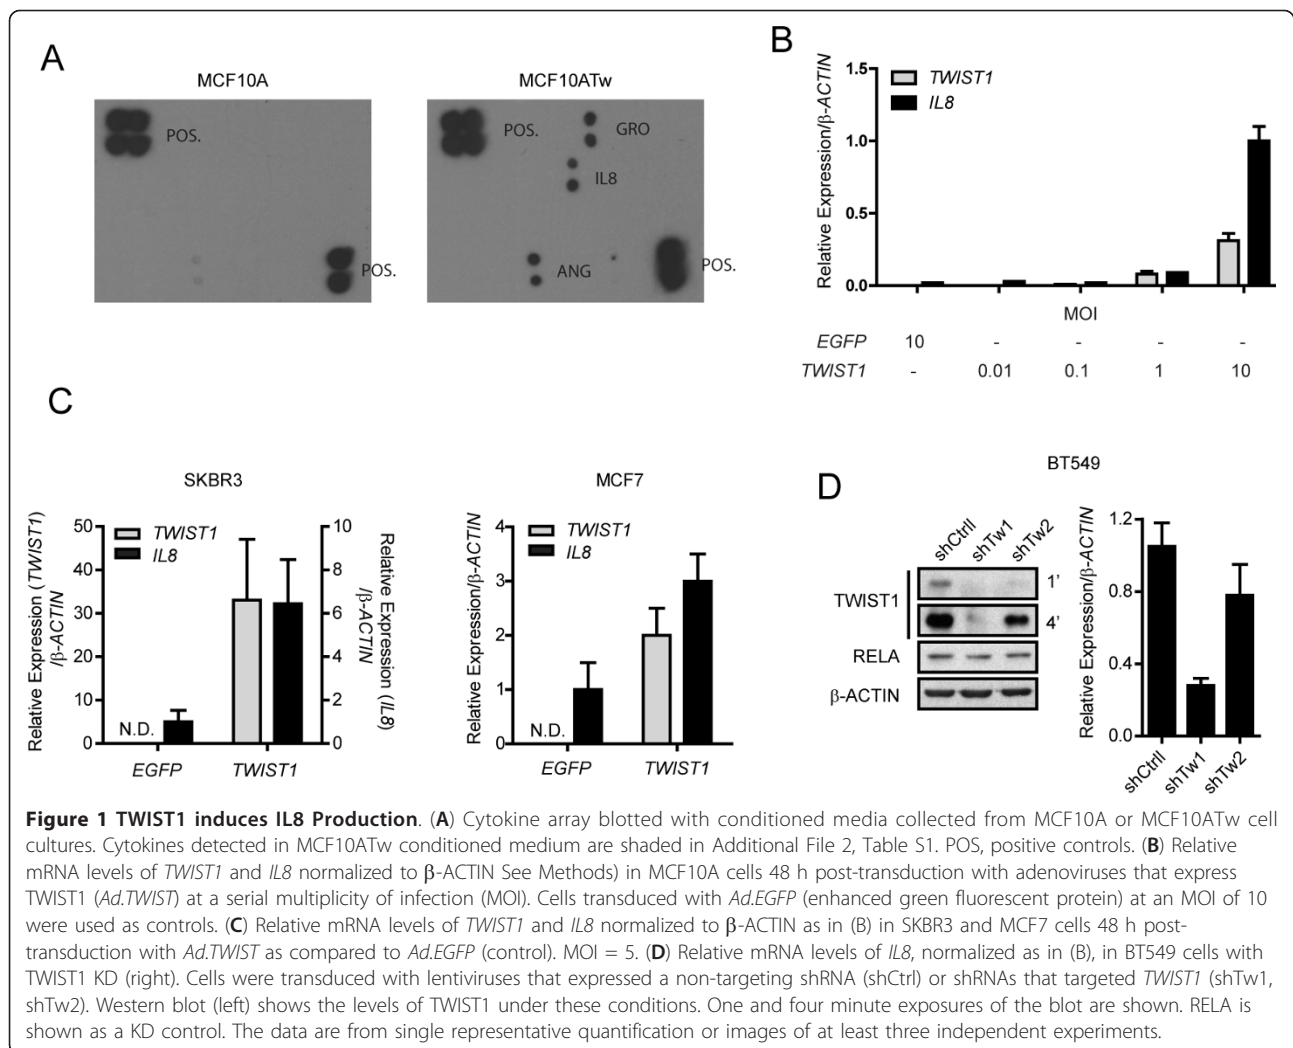 A
MCF10A
POS.
POS.
MCF10ATw
POS.
GRO
IL8
ANG
POS.
B
Relative Expression/β-ACTIN
1.5
1.0
0.5
0.0
TWIST1
IL8
MOI
EGFP 10 - - - -
TWIST1 - 0.01 0.1 1 10
C
SKBR3
Relative Expression (TWIST1)
/β-ACTIN
50
40
30
20
10
0
TWIST1
IL8
N.D.
EGFP TWIST1
10
8
6
4
2
0
Relative Expression (IL8)
/β-ACTIN
MCF7
Relative Expression/β-ACTIN
4
3
2
1
0
TWIST1
IL8
N.D.
EGFP TWIST1
D
BT549
shCtrll shTw1 shTw2
TWIST1
1'
4'
RELA
β-ACTIN
Relative Expression/β-ACTIN
1.2
0.8
0.4
0.0
shCtrll shTw1 shTw2
Figure 1 TWIST1 induces IL8 Production. (A) Cytokine array blotted with conditioned media collected from MCF10A or MCF10ATw cell
cultures. Cytokines detected in MCF10ATw conditioned medium are shaded in Additional File 2, Table S1. POS, positive controls. (B) Relative
mRNA levels of TWIST1 and IL8 normalized to β-ACTIN See Methods) in MCF10A cells 48 h post-transduction with adenoviruses that express
TWIST1 (Ad.TWIST) at a serial multiplicity of infection (MOI). Cells transduced with Ad.EGFP (enhanced green fluorescent protein) at an MOI of 10
were used as controls. (C) Relative mRNA levels of TWIST1 and IL8 normalized to β-ACTIN as in (B) in SKBR3 and MCF7 cells 48 h post-
transduction with Ad.TWIST as compared to Ad.EGFP (control). MOI = 5. (D) Relative mRNA levels of IL8, normalized as in (B), in BT549 cells with
TWIST1 KD (right). Cells were transduced with lentiviruses that expressed a non-targeting shRNA (shCtrl) or shRNAs that targeted TWIST1 (shTw1,
shTw2). Western blot (left) shows the levels of TWIST1 under these conditions. One and four minute exposures of the blot are shown. RELA is
shown as a KD control. The data are from single representative quantification or images of at least three independent experiments.